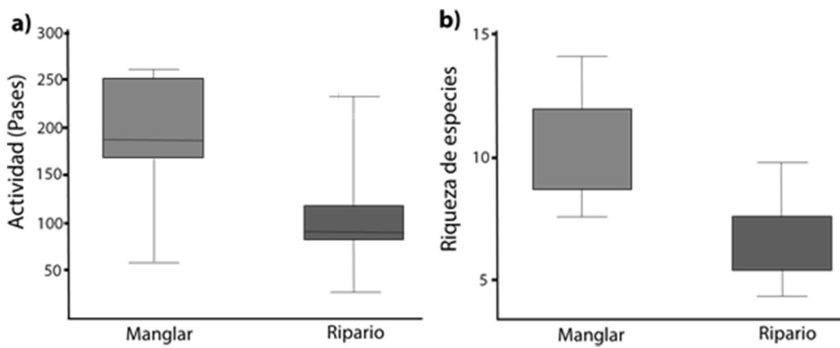 a)
300
250
200
150
100
50
Actividad (Pases)
Manglar
Ripario
b)
15
10
5
Riqueza de especies
Manglar
Ripario